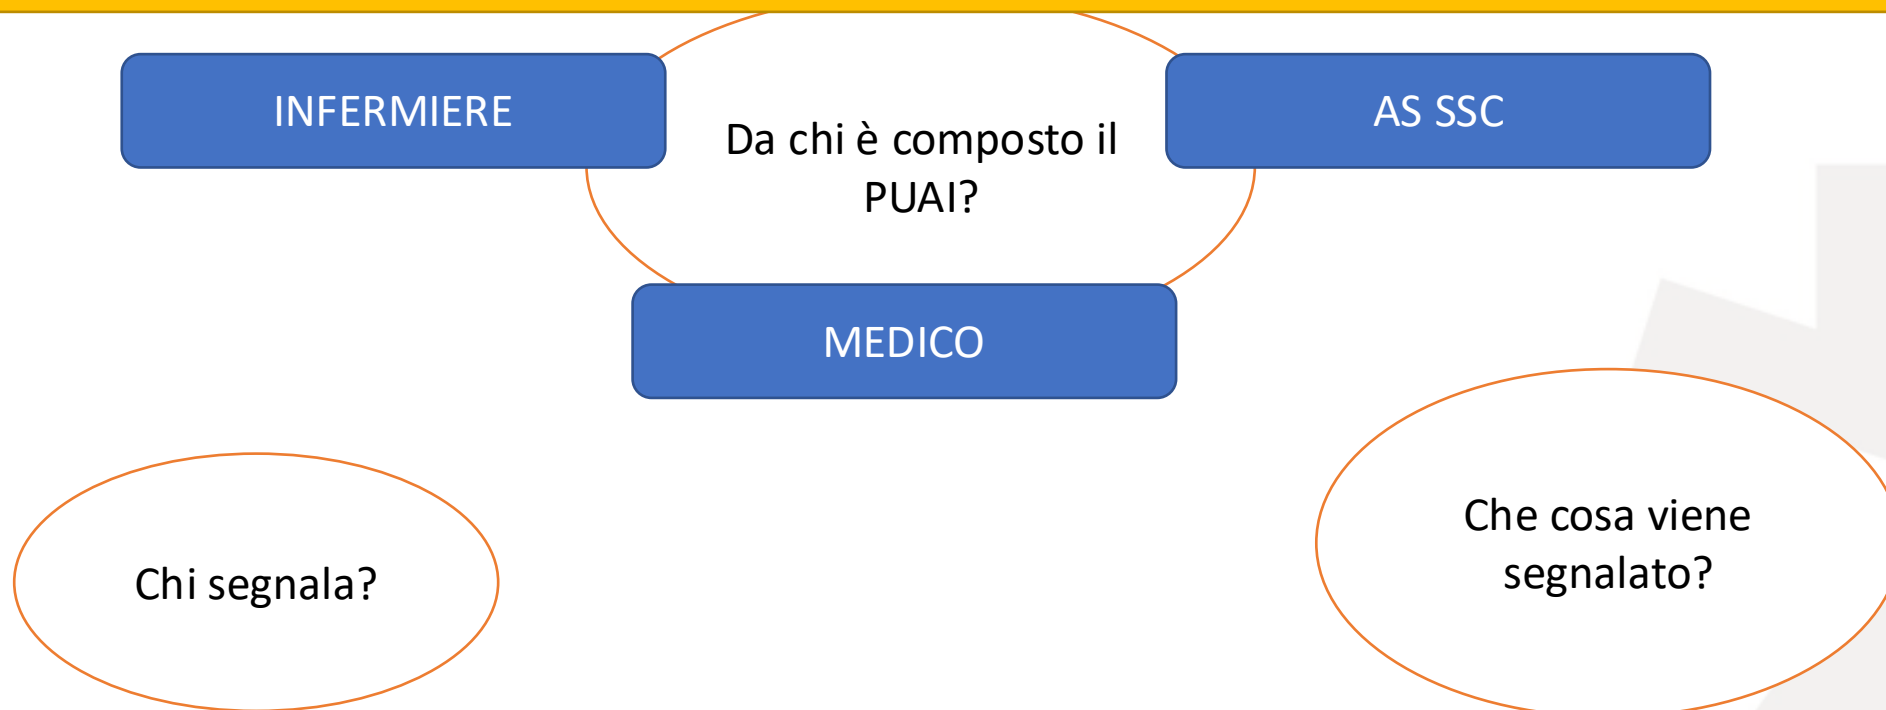 INFERMIERE
AS SSC
Da chi è composto il
PUAI?
MEDICO
Chi segnala?
Che cosa viene
segnalato?